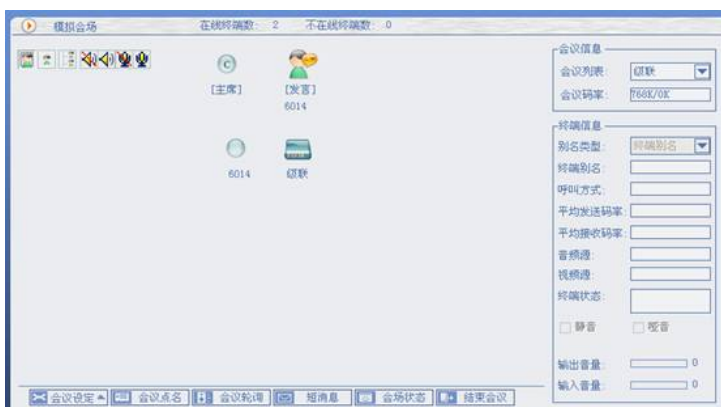 模拟会场 在线终端数: 2 不在线终端数: 0
会议信息
会议列表:
会议码率: 768K/0K
[主席] [发言]
6014
6014
终端信息
别名类型: 终端别名
终端别名:
呼叫方式:
平均发送码率:
平均接收码率:
音频源:
视频源:
终端状态:
静音 哑音
输出音量: 0
输入音量: 0
会议设定 会议点名 会议轮询 短消息 会场状态 结束会议